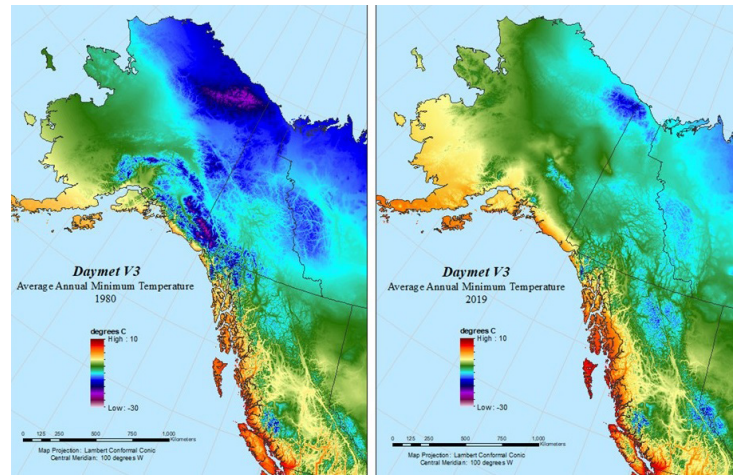 Daymet V3
Average Annual Minimum Temperature
1980
degrees C
High : 10
Low : -30
0 125 250 500 750 1,000
Kilometers
Map Projection: Lambert Conformal Conic
Central Meridian: 100 degrees W
Daymet V3
Average Annual Minimum Temperature
2019
degrees C
High : 10
Low : -30
0 125 250 500 750 1,000
Kilometers
Map Projection: Lambert Conformal Conic
Central Meridian: 100 degrees W